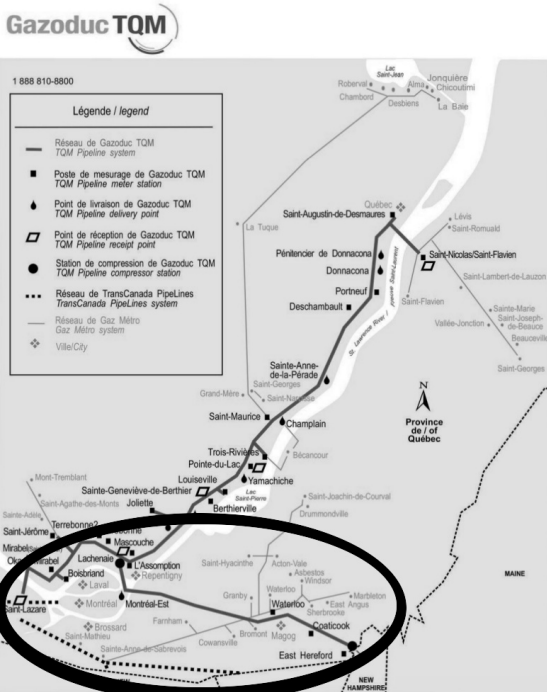 Gazoduc TQM
1 888 810-8800
Légende / legend
Réseau de Gazoduc TQM
TQM Pipeline system
Poste de mesurage de Gazoduc TQM
TQM Pipeline meter station
Point de livraison de Gazoduc TQM
TQM Pipeline delivery point
Point de réception de Gazoduc TQM
TQM Pipeline receipt point
Station de compression de Gazoduc TQM
TQM Pipeline compressor station
Réseau de TransCanada PipeLines
TransCanada PipeLines system
Réseau de Gaz Métro
Gaz Métro system
Ville/City
Lac
Saint-Jean
Roberval
Alma
Jonquière
Chicoutimi
Chambord
Desbiens
La Baie
Québec
Saint-Augustin-de-Desmaures
Lévis
Saint-Romuald
La Tuque
Pénitencier de Donnacona
Saint-Nicolas/Saint-Flavien
Donnacona
Saint-Lambert-de-Lauzon
Portneuf
Saint-Flavien
Deschambault
St. Lawrence River /
Sainte-Marie
Saint-Joseph-
de-Beauce
Vallée-Jonction
Beauceville
Saint-Georges
Sainte-Anne-
de-la-Pérade
Saint-Georges
Grand-Mère
Saint-Maurice
Champlain
N
Province
de / of
Québec
Trois-Rivières
Bécancour
Pointe-du-Lac
Louiseville
Yamachiche
Mont-Tremblant
Sainte-Geneviève-de-Berthier
Lac
Saint-Pierre
Saint-Joachin-de-Courval
Joliette
Berthierville
Drummondville
Saint-Agathe-des-Monts
Sainte-Adèle
Terrebonne2
Saint-Jérôme
Mascouche
Mirabel
Lachenaie
Saint-Hyacinthe
Acton-Vale
MAINE
L'Assomption
Asbestos
Boisbriand
Repentigny
Windsor
Laval
Waterloo
Marbleton
Saint-Lazare
Montréal
Montréal-Est
Granby
Waterloo
East Angus
Sherbrooke
Brossard
Farnham
Coaticook
Saint-Mathieu
Bromont
Magog
Cowansville
Sainte-Anne-de-Sabrevois
East Hereford
NEW
HAMPSHIRE